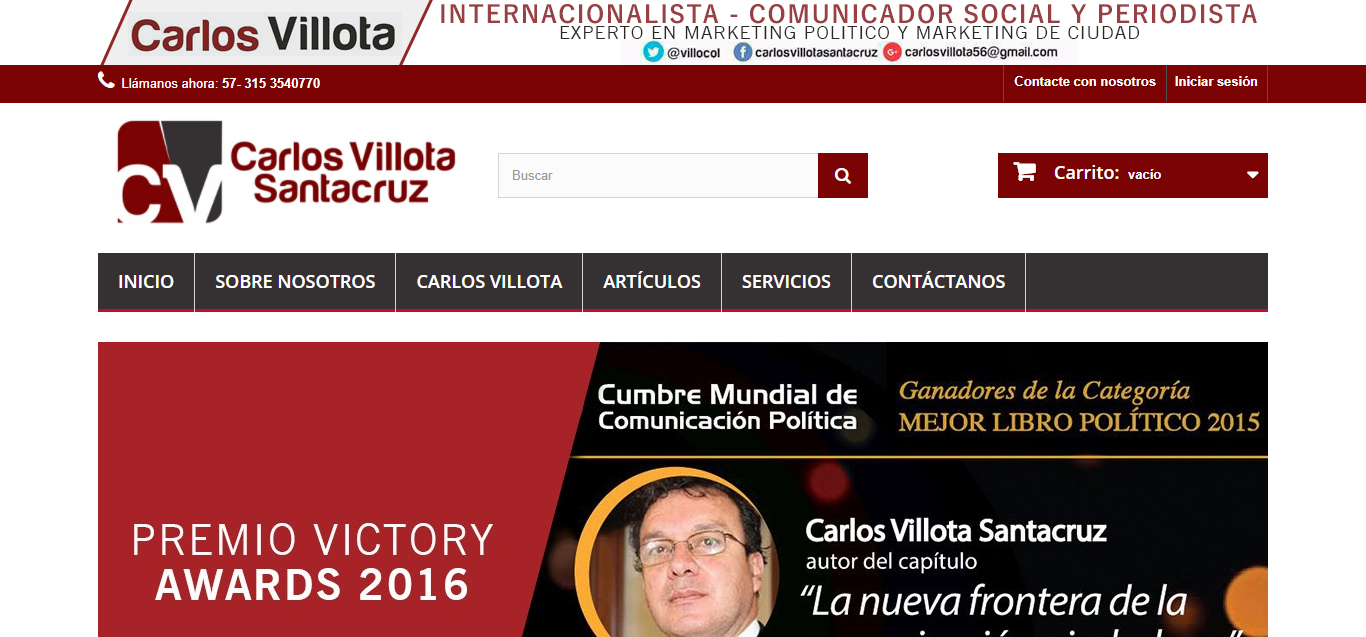 Carlos Villota
INTERNACIONALISTA - COMUNICADOR SOCIAL Y PERIODISTA
EXPERTO EN MARKETING POLITICO Y MARKETING DE CIUDAD
@villocol carlosvillotasantacruz carlosvillota56@gmail.com
Llámanos ahora: 57- 315 3540770
Contacte con nosotros Iniciar sesión
CV Carlos Villota
Santacruz
Buscar
Carrito: vacío
INICIO SOBRE NOSOTROS CARLOS VILLOTA ARTÍCULOS SERVICIOS CONTÁCTANOS
PREMIO VICTORY
AWARDS 2016
Cumbre Mundial de
Comunicación Política
Ganadores de la Categoría
MEJOR LIBRO POLÍTICO 2015
Carlos Villota Santacruz
autor del capítulo
“La nueva frontera de la